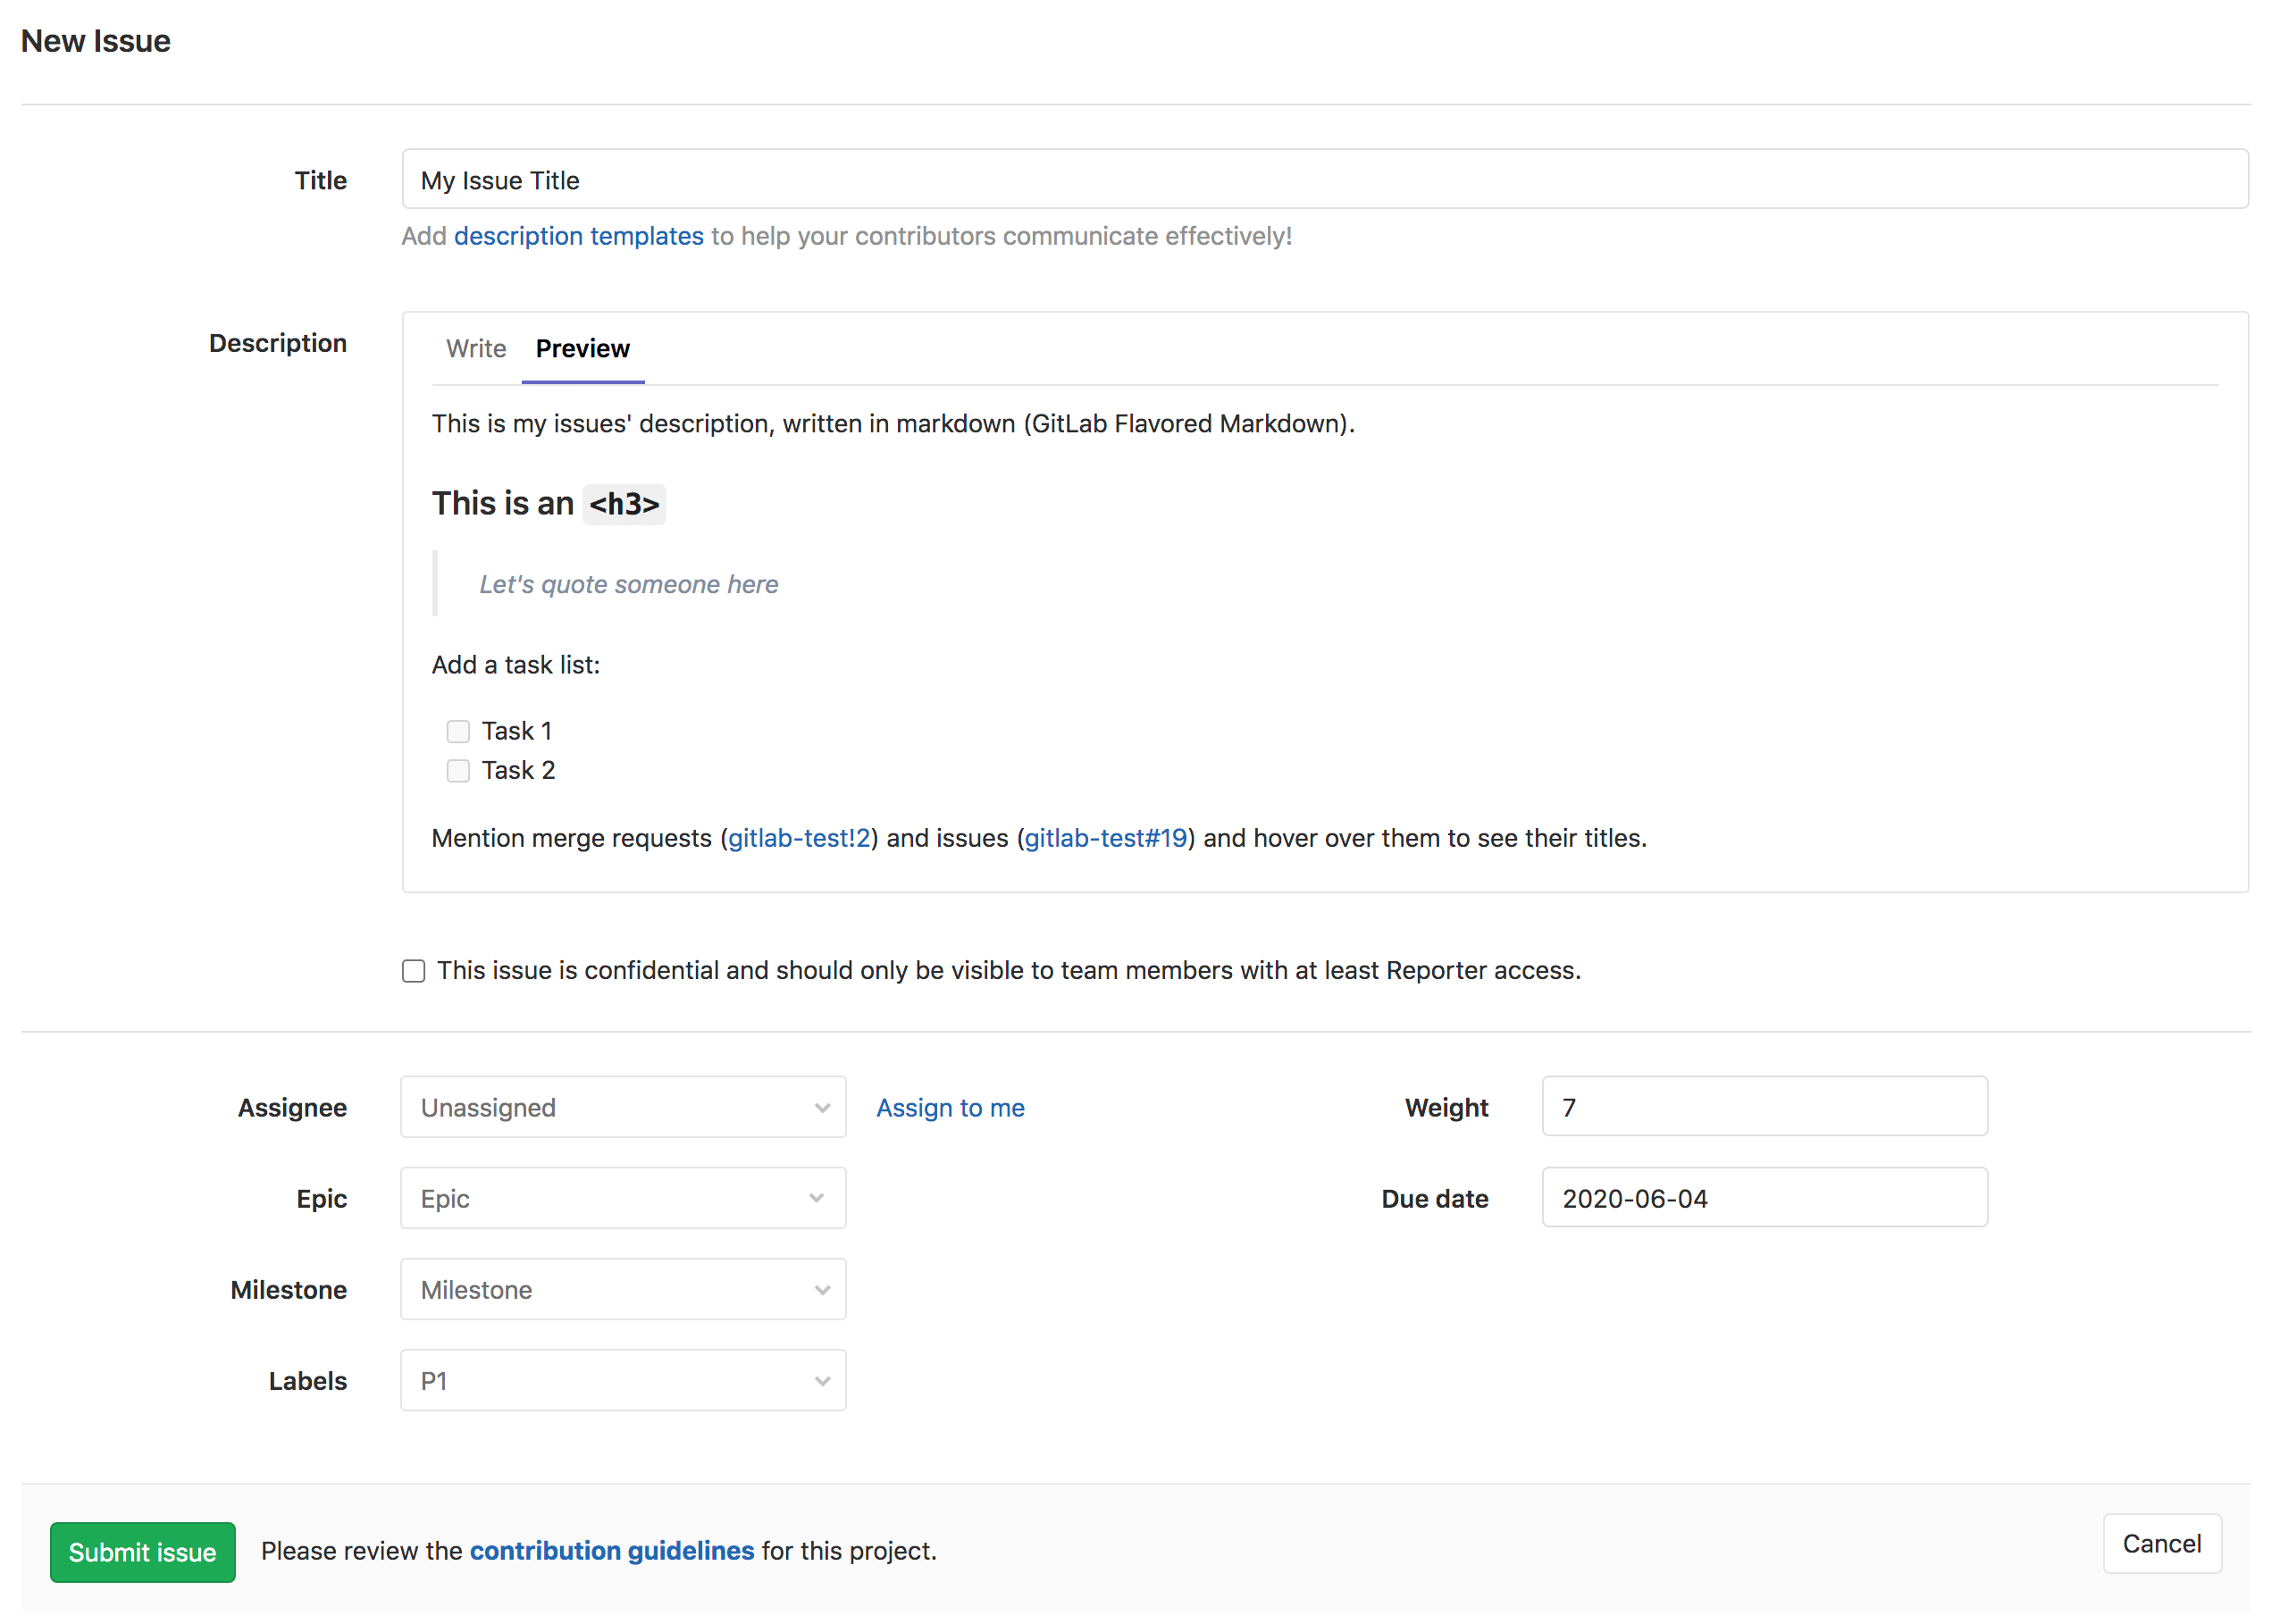 New Issue
Title
My Issue Title
Add description templates to help your contributors communicate effectively!
Description
Write Preview
This is my issues' description, written in markdown (GitLab Flavored Markdown).
This is an <h3>
Let's quote someone here
Add a task list:
Task 1
Task 2
Mention merge requests (gitlab-test!2) and issues (gitlab-test#19) and hover over them to see their titles.
This issue is confidential and should only be visible to team members with at least Reporter access.
Assignee Unassigned Assign to me Weight 7
Epic Epic Due date 2020-06-04
Milestone Milestone
Labels P1
Submit issue Please review the contribution guidelines for this project. Cancel